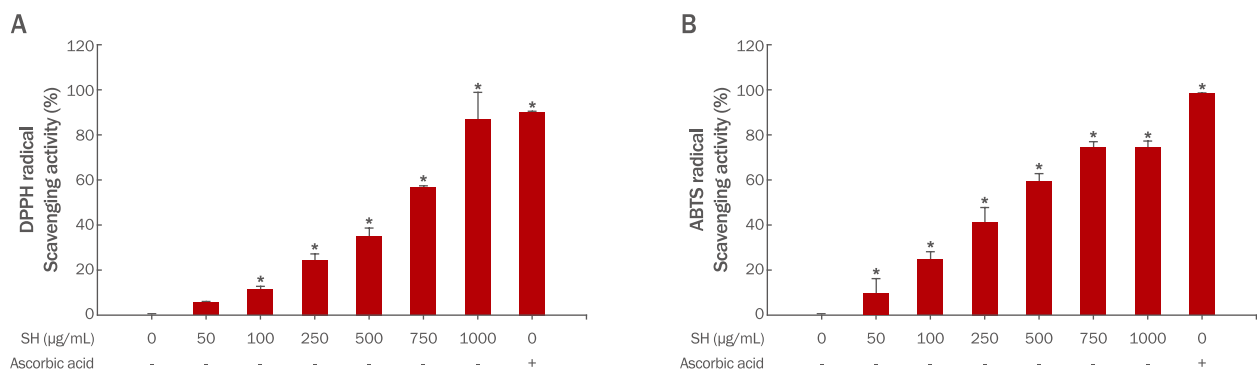 A
DPPH radical
Scavenging activity (%)
120
100
80
60
40
20
0
* * * * * *
SH (µg/mL) 0 50 100 250 500 750 1000 0
Ascorbic acid - - - - - - - +
B
ABTS radical
Scavenging activity (%)
120
100
80
60
40
20
0
* * * * * * *
SH (µg/mL) 0 50 100 250 500 750 1000 0
Ascorbic acid - - - - - - - +